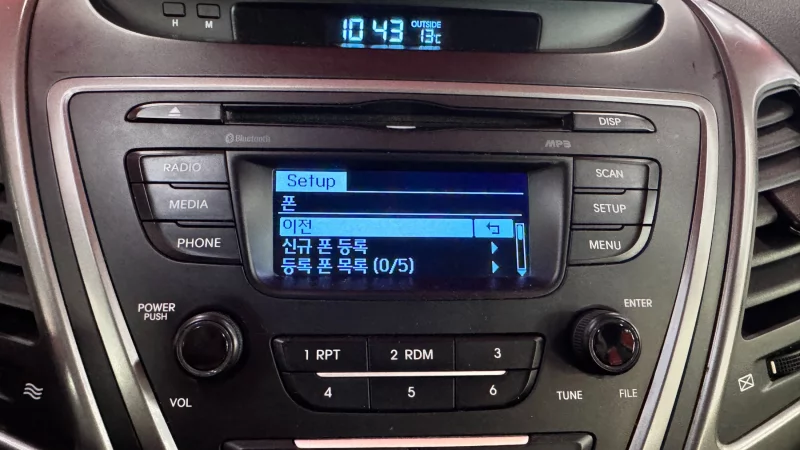 H M
10:43 OUTSIDE 13c
DISP
Bluetooth
MP3
RADIO
MEDIA
PHONE
Setup
폰
이전
신규 폰 등록
등록 폰 목록 (0/5)
SCAN
SETUP
MENU
POWER
PUSH
VOL
1 RPT 2 RDM 3
4 5 6
ENTER
TUNE
FILE